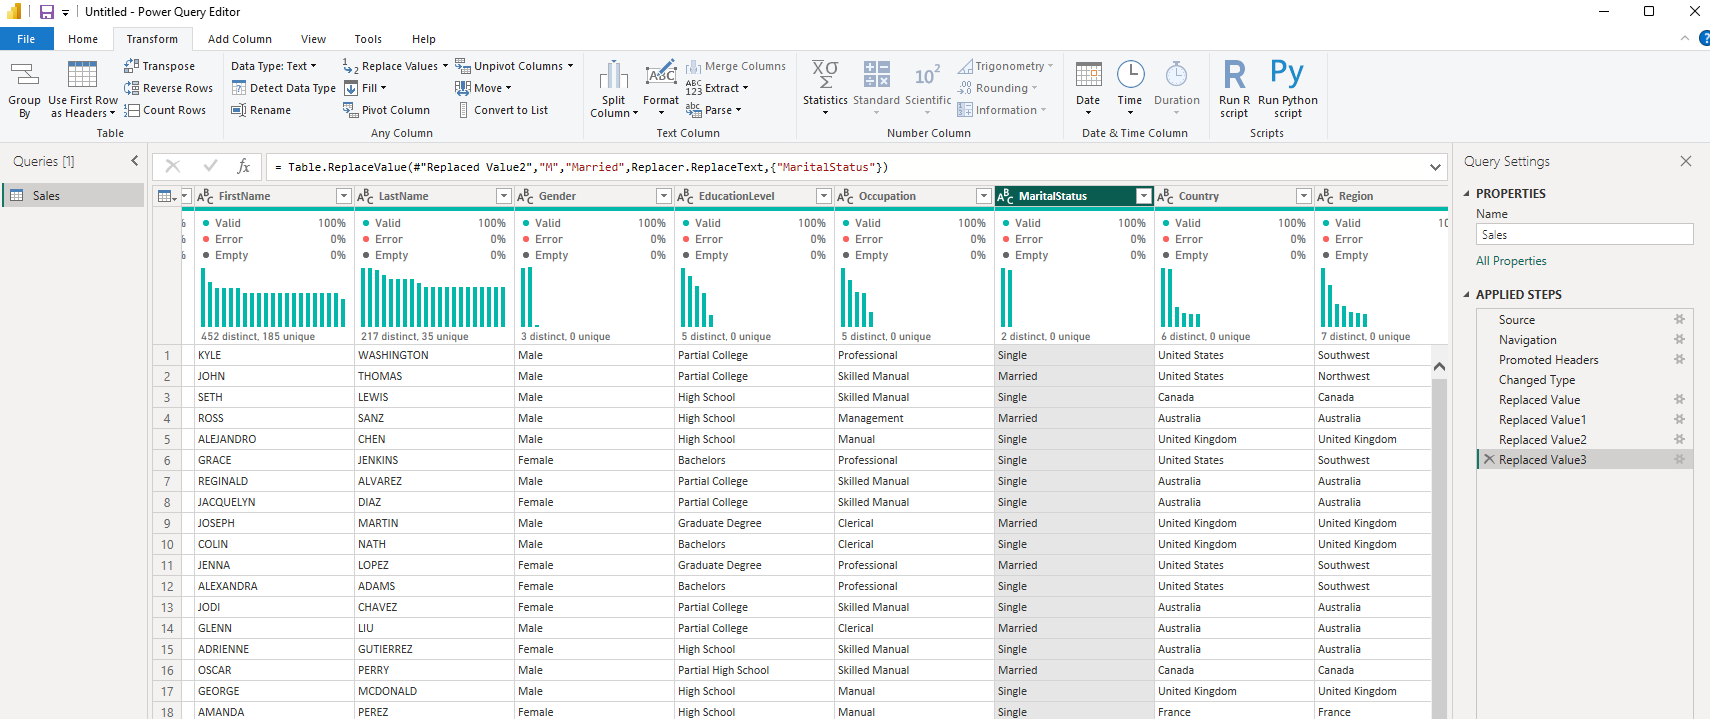 Untitled - Power Query Editor
File Home Transform Add Column View Tools Help
Group By
Use First Row as Headers
Transpose
Reverse Rows
Count Rows
Table
Data Type: Text
Detect Data Type
Rename
Replace Values
Fill
Pivot Column
Unpivot Columns
Move
Convert to List
Any Column
Split Column
Format
Merge Columns
Extract
Parse
Text Column
Statistics
Standard
Scientific
Trigonometry
Rounding
Information
Number Column
Date
Time
Duration
Date & Time Column
Run R script
Run Python script
Scripts
Queries [1]
Sales
= Table.ReplaceValue(#"Replaced Value2","M","Married",Replacer.ReplaceText,{"MaritalStatus"})
FirstName LastName Gender EducationLevel Occupation MaritalStatus Country Region
% Valid 100% Valid 100% Valid 100% Valid 100% Valid 100% Valid 100% Valid 100% Valid 10
% Error 0% Error 0% Error 0% Error 0% Error 0% Error 0% Error 0% Error
% Empty 0% Empty 0% Empty 0% Empty 0% Empty 0% Empty 0% Empty 0% Empty
452 distinct, 185 unique 217 distinct, 35 unique 3 distinct, 0 unique 5 distinct, 0 unique 5 distinct, 0 unique 2 distinct, 0 unique 6 distinct, 0 unique 7 distinct, 0 unique
1 KYLE WASHINGTON Male Partial College Professional Single United States Southwest
2 JOHN THOMAS Male Partial College Skilled Manual Married United States Northwest
3 SETH LEWIS Male High School Skilled Manual Single Canada Canada
4 ROSS SANZ Male High School Management Married Australia Australia
5 ALEJANDRO CHEN Male High School Manual Single United Kingdom United Kingdom
6 GRACE JENKINS Female Bachelors Professional Single United States Southwest
7 REGINALD ALVAREZ Male Partial College Skilled Manual Single Australia Australia
8 JACQUELYN DIAZ Female Partial College Skilled Manual Single Australia Australia
9 JOSEPH MARTIN Male Graduate Degree Clerical Married United Kingdom United Kingdom
10 COLIN NATH Male Bachelors Clerical Single United Kingdom United Kingdom
11 JENNA LOPEZ Female Graduate Degree Professional Married United States Southwest
12 ALEXANDRA ADAMS Female Bachelors Professional Single United States Southwest
13 JODI CHAVEZ Female Partial College Skilled Manual Single Australia Australia
14 GLENN LIU Male Partial College Clerical Married Australia Australia
15 ADRIENNE GUTIERREZ Female High School Skilled Manual Single Australia Australia
16 OSCAR PERRY Male Partial High School Skilled Manual Married Canada Canada
17 GEORGE MCDONALD Male High School Manual Single United Kingdom United Kingdom
18 AMANDA PEREZ Female High School Manual Single France France
Query Settings
PROPERTIES
Name
Sales
All Properties
APPLIED STEPS
Source
Navigation
Promoted Headers
Changed Type
Replaced Value
Replaced Value1
Replaced Value2
Replaced Value3